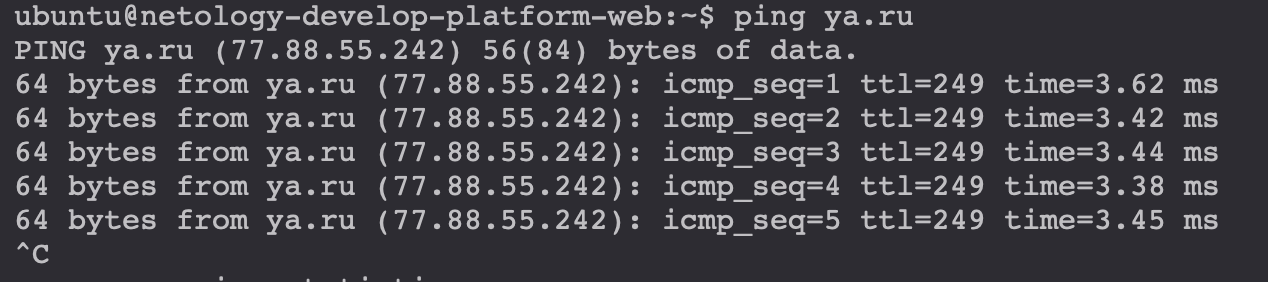 ubuntu@netology-develop-platform-web:~$ ping ya.ru
PING ya.ru (77.88.55.242) 56(84) bytes of data.
64 bytes from ya.ru (77.88.55.242): icmp_seq=1 ttl=249 time=3.62 ms
64 bytes from ya.ru (77.88.55.242): icmp_seq=2 ttl=249 time=3.42 ms
64 bytes from ya.ru (77.88.55.242): icmp_seq=3 ttl=249 time=3.44 ms
64 bytes from ya.ru (77.88.55.242): icmp_seq=4 ttl=249 time=3.38 ms
64 bytes from ya.ru (77.88.55.242): icmp_seq=5 ttl=249 time=3.45 ms
^C